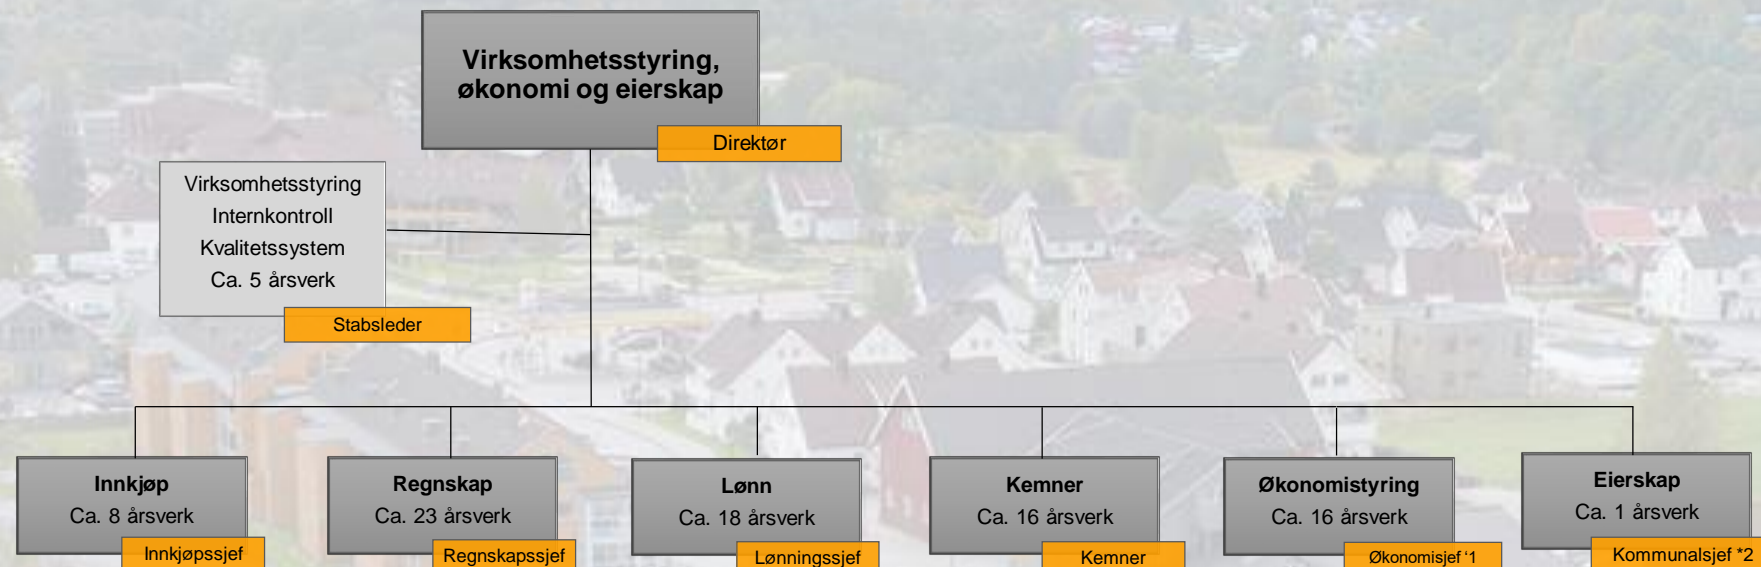 Virksomhetsstyring,
økonomi og eierskap
Direktør
Virksomhetsstyring
Internkontroll
Kvalitetssystem
Ca. 5 årsverk
Stabsleder
Innkjøp
Ca. 8 årsverk
Innkjøpssjef
Regnskap
Ca. 23 årsverk
Regnskapssjef
Lønn
Ca. 18 årsverk
Lønningssjef
Kemner
Ca. 16 årsverk
Kemner
Økonomistyring
Ca. 16 årsverk
Økonomisjef ‘1
Eierskap
Ca. 1 årsverk
Kommunalsjef *2